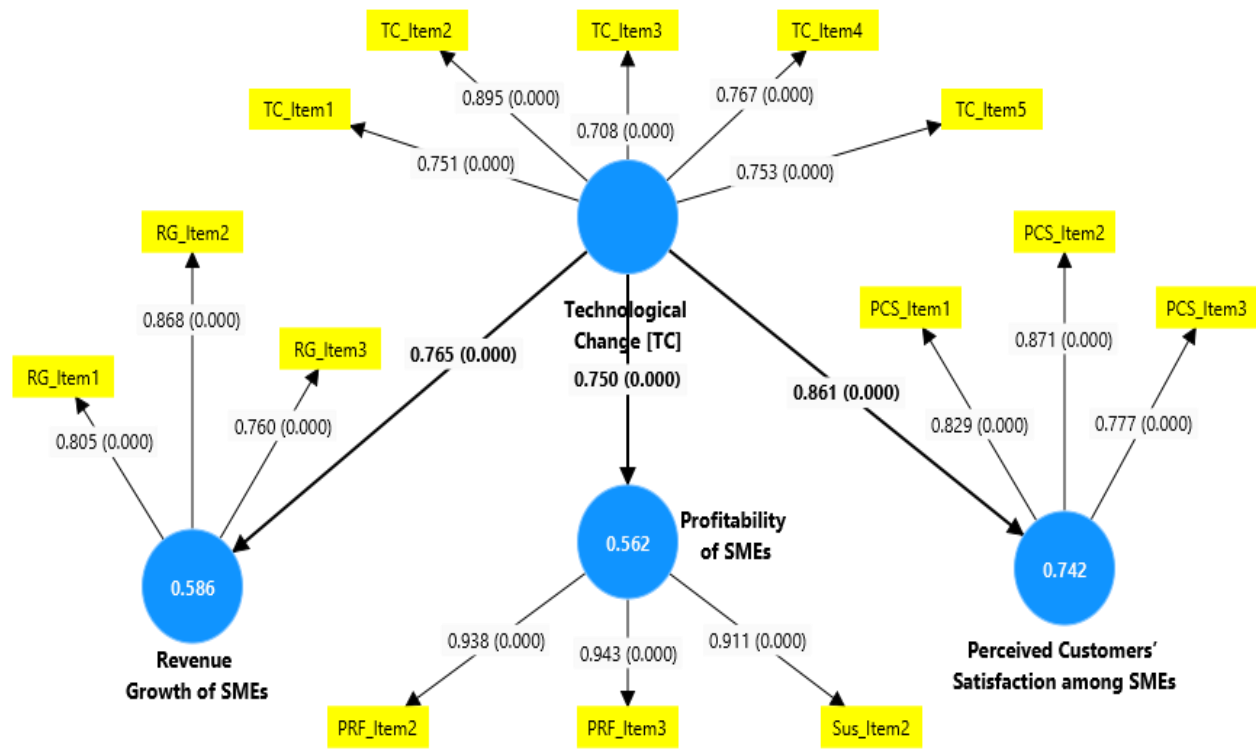 TC_Item2
TC_Item3
TC_Item4
TC_Item1
TC_Item5
0.895 (0.000)
0.767 (0.000)
0.708 (0.000)
0.751 (0.000)
0.753 (0.000)
RG_Item2
PCS_Item2
RG_Item3
RG_Item1
PCS_Item1
PCS_Item3
0.868 (0.000)
Technological
Change [TC]
0.765 (0.000)
0.750 (0.000)
0.861 (0.000)
0.871 (0.000)
0.805 (0.000)
0.760 (0.000)
0.829 (0.000)
0.777 (0.000)
0.586
Revenue
Growth of SMEs
0.562
Profitability
of SMEs
0.742
Perceived Customers’
Satisfaction among SMEs
0.938 (0.000)
0.943 (0.000)
0.911 (0.000)
PRF_Item2
PRF_Item3
Sus_Item2